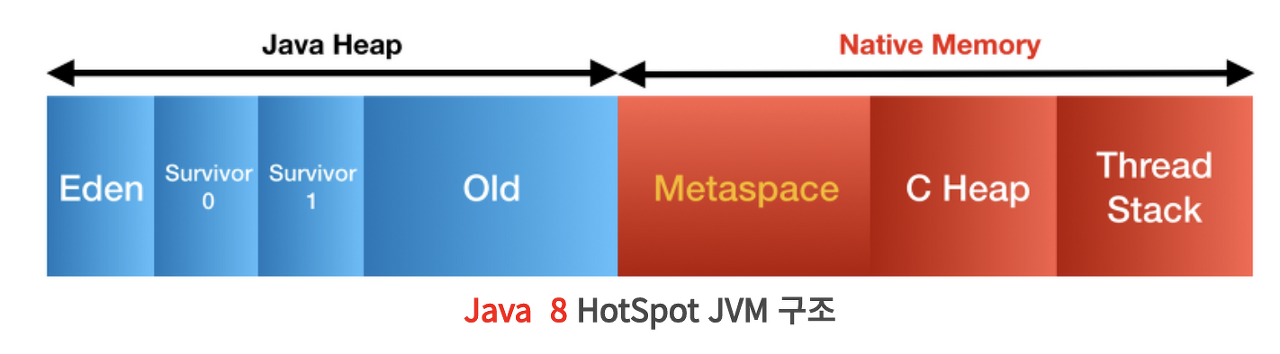 Java Heap
Native Memory
Eden
Survivor
0
Survivor
1
Old
Metaspace
C Heap
Thread
Stack
Java 8 HotSpot JVM 구조